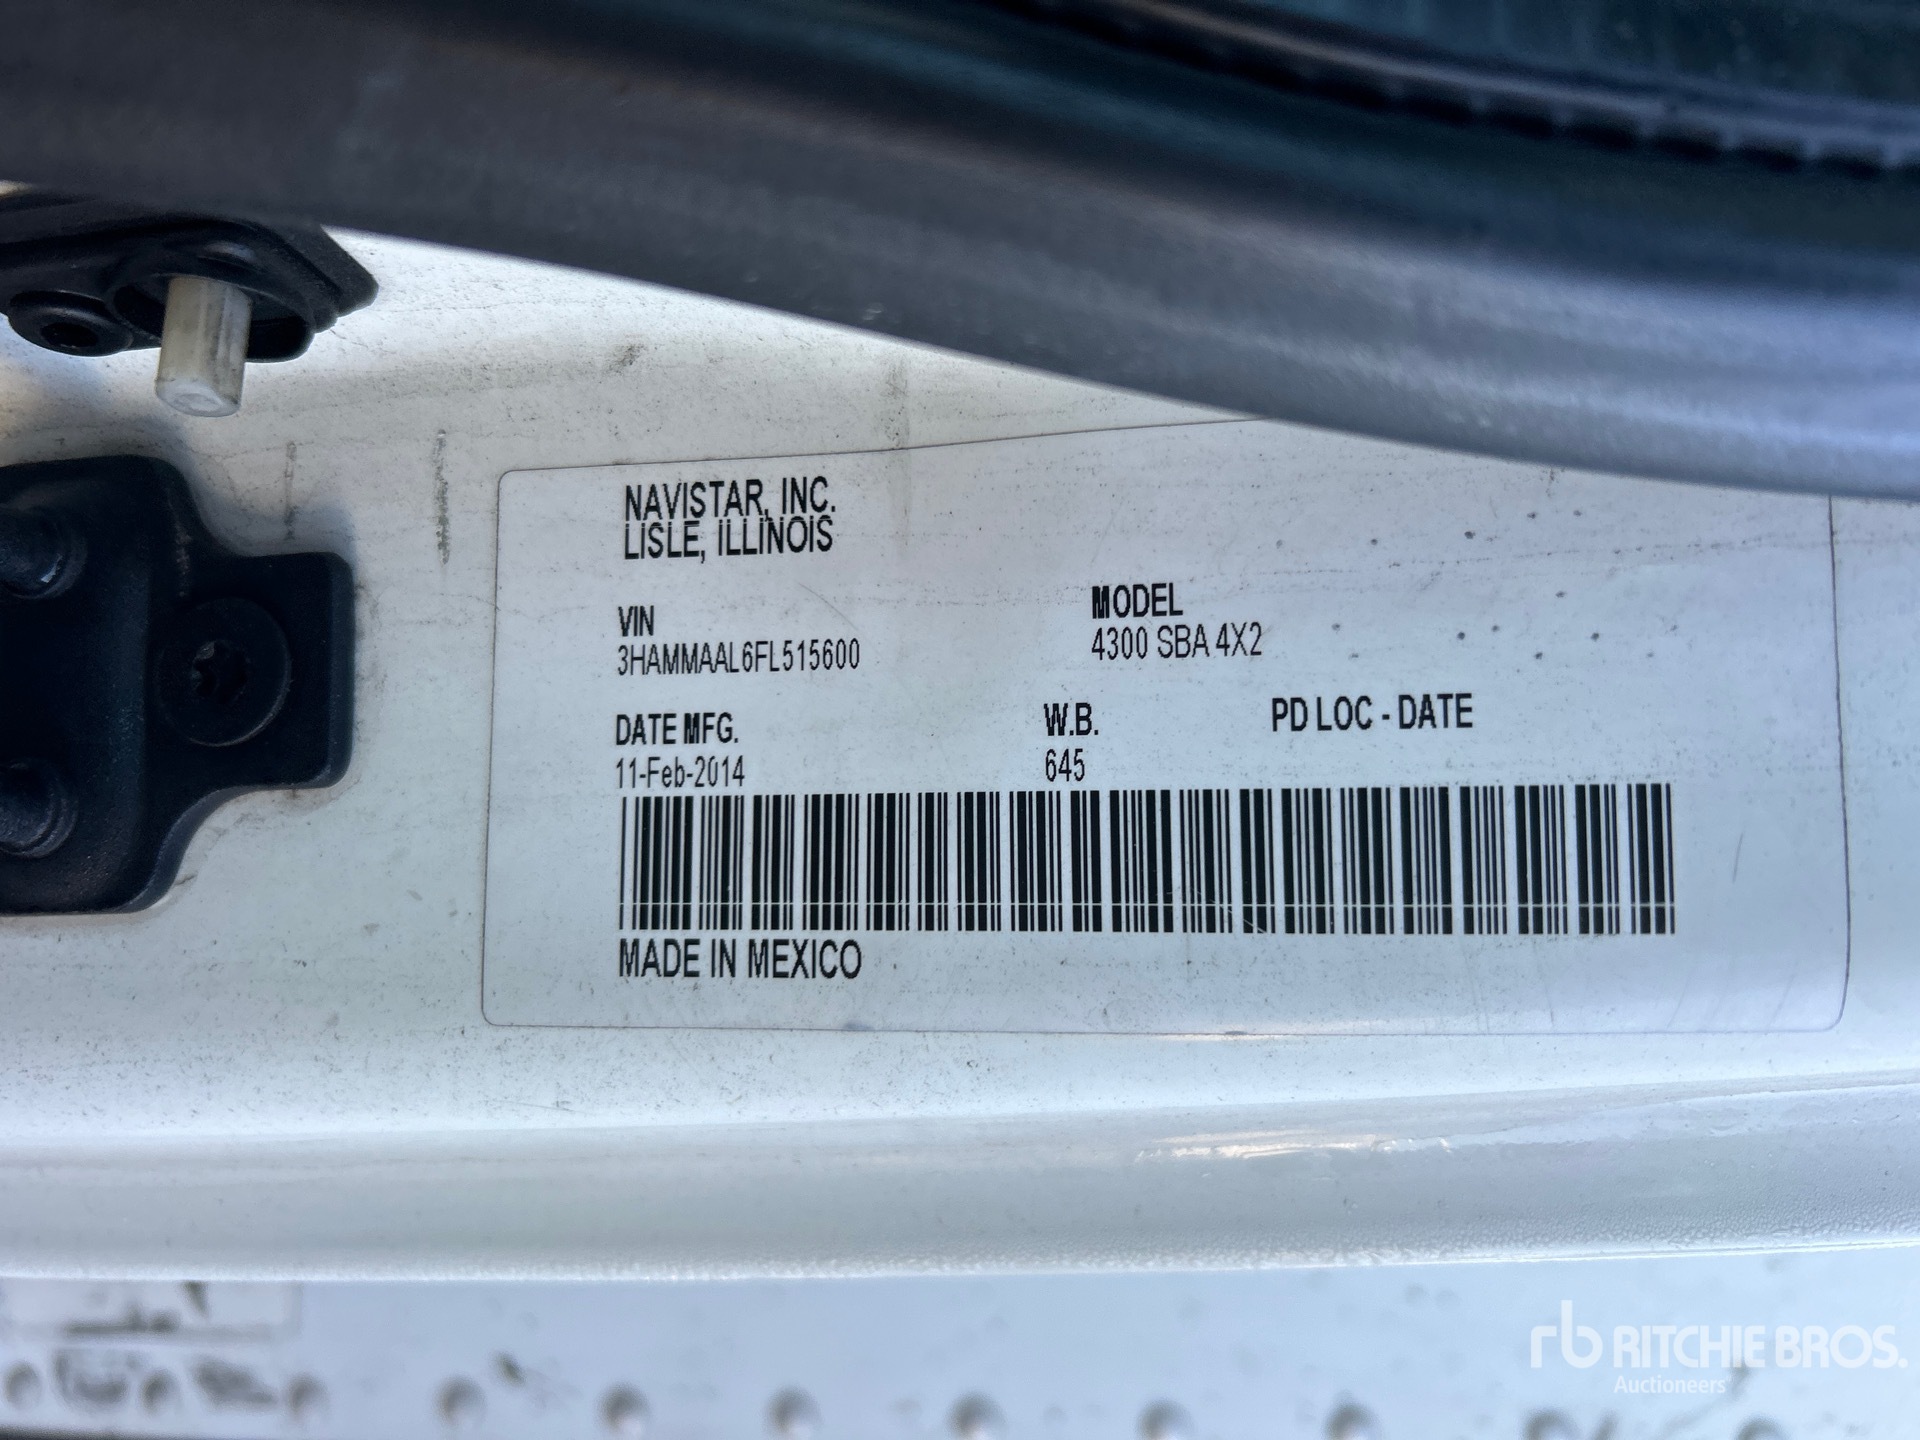 NAVISTAR, INC.
LISLE, ILLINOIS
VIN
3HAMMAAL6FL515600
MODEL
4300 SBA 4X2
DATE MFG.
11-Feb-2014
W.B.
645
PD LOC - DATE
MADE IN MEXICO
rb RITCHIE BROS.
Auctioneers